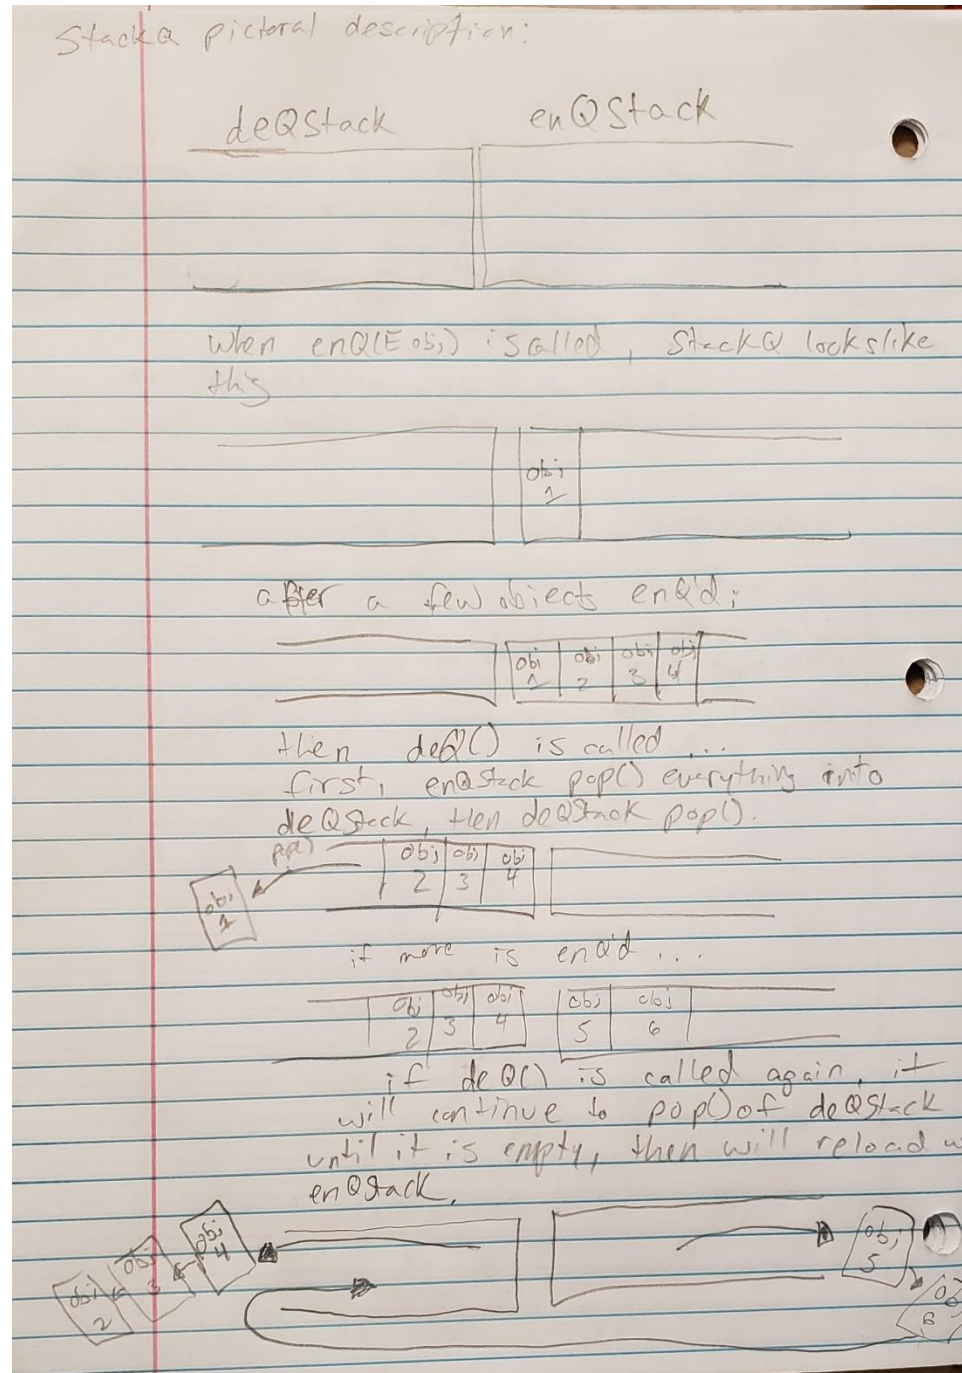 StackQ pictoral description:
deQStack enQStack
when enQ(E obj) is called, StackQ looks like
this
obj
1
after a few objects enQ'd:
obj obj obj obj
1 2 3 4
then deQ() is called ...
first, enQStack pop() everything into
deQStack, then deQStack pop().
pop()
obj obj obj
2 3 4
obj
1
if more is enQ'd ...
obj obj obj obj obj
2 3 4 5 6
if deQ() is called again, it
will continue to pop() of deQStack
until it is empty, then will reload w
enQStack.
obj
4
obj
3
obj
2
obj
5
6